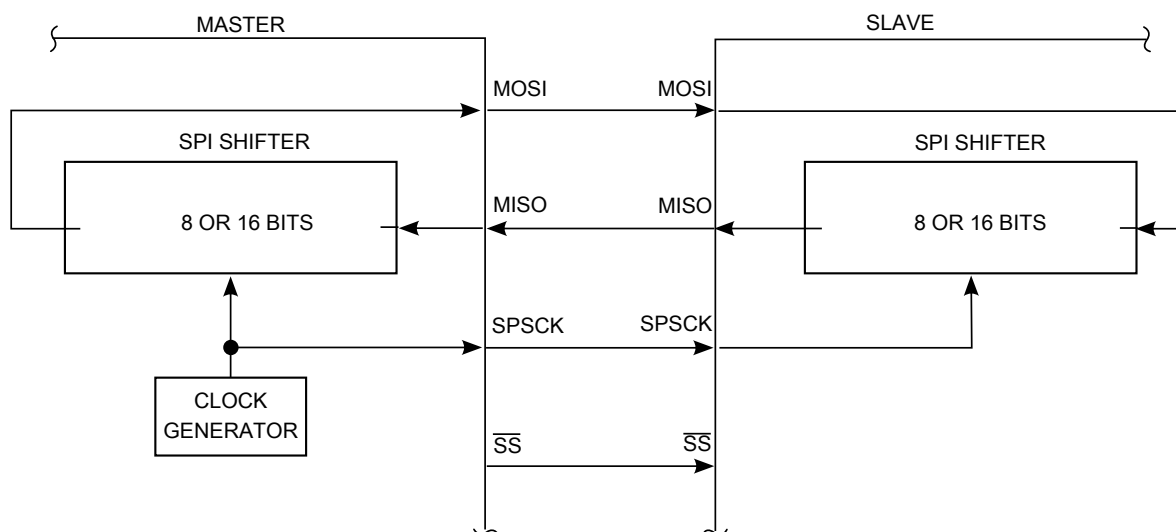 MASTER
SLAVE
MOSI
MOSI
SPI SHIFTER
SPI SHIFTER
8 OR 16 BITS
MISO
MISO
8 OR 16 BITS
SPSCK
SPSCK
CLOCK
GENERATOR
SS
SS